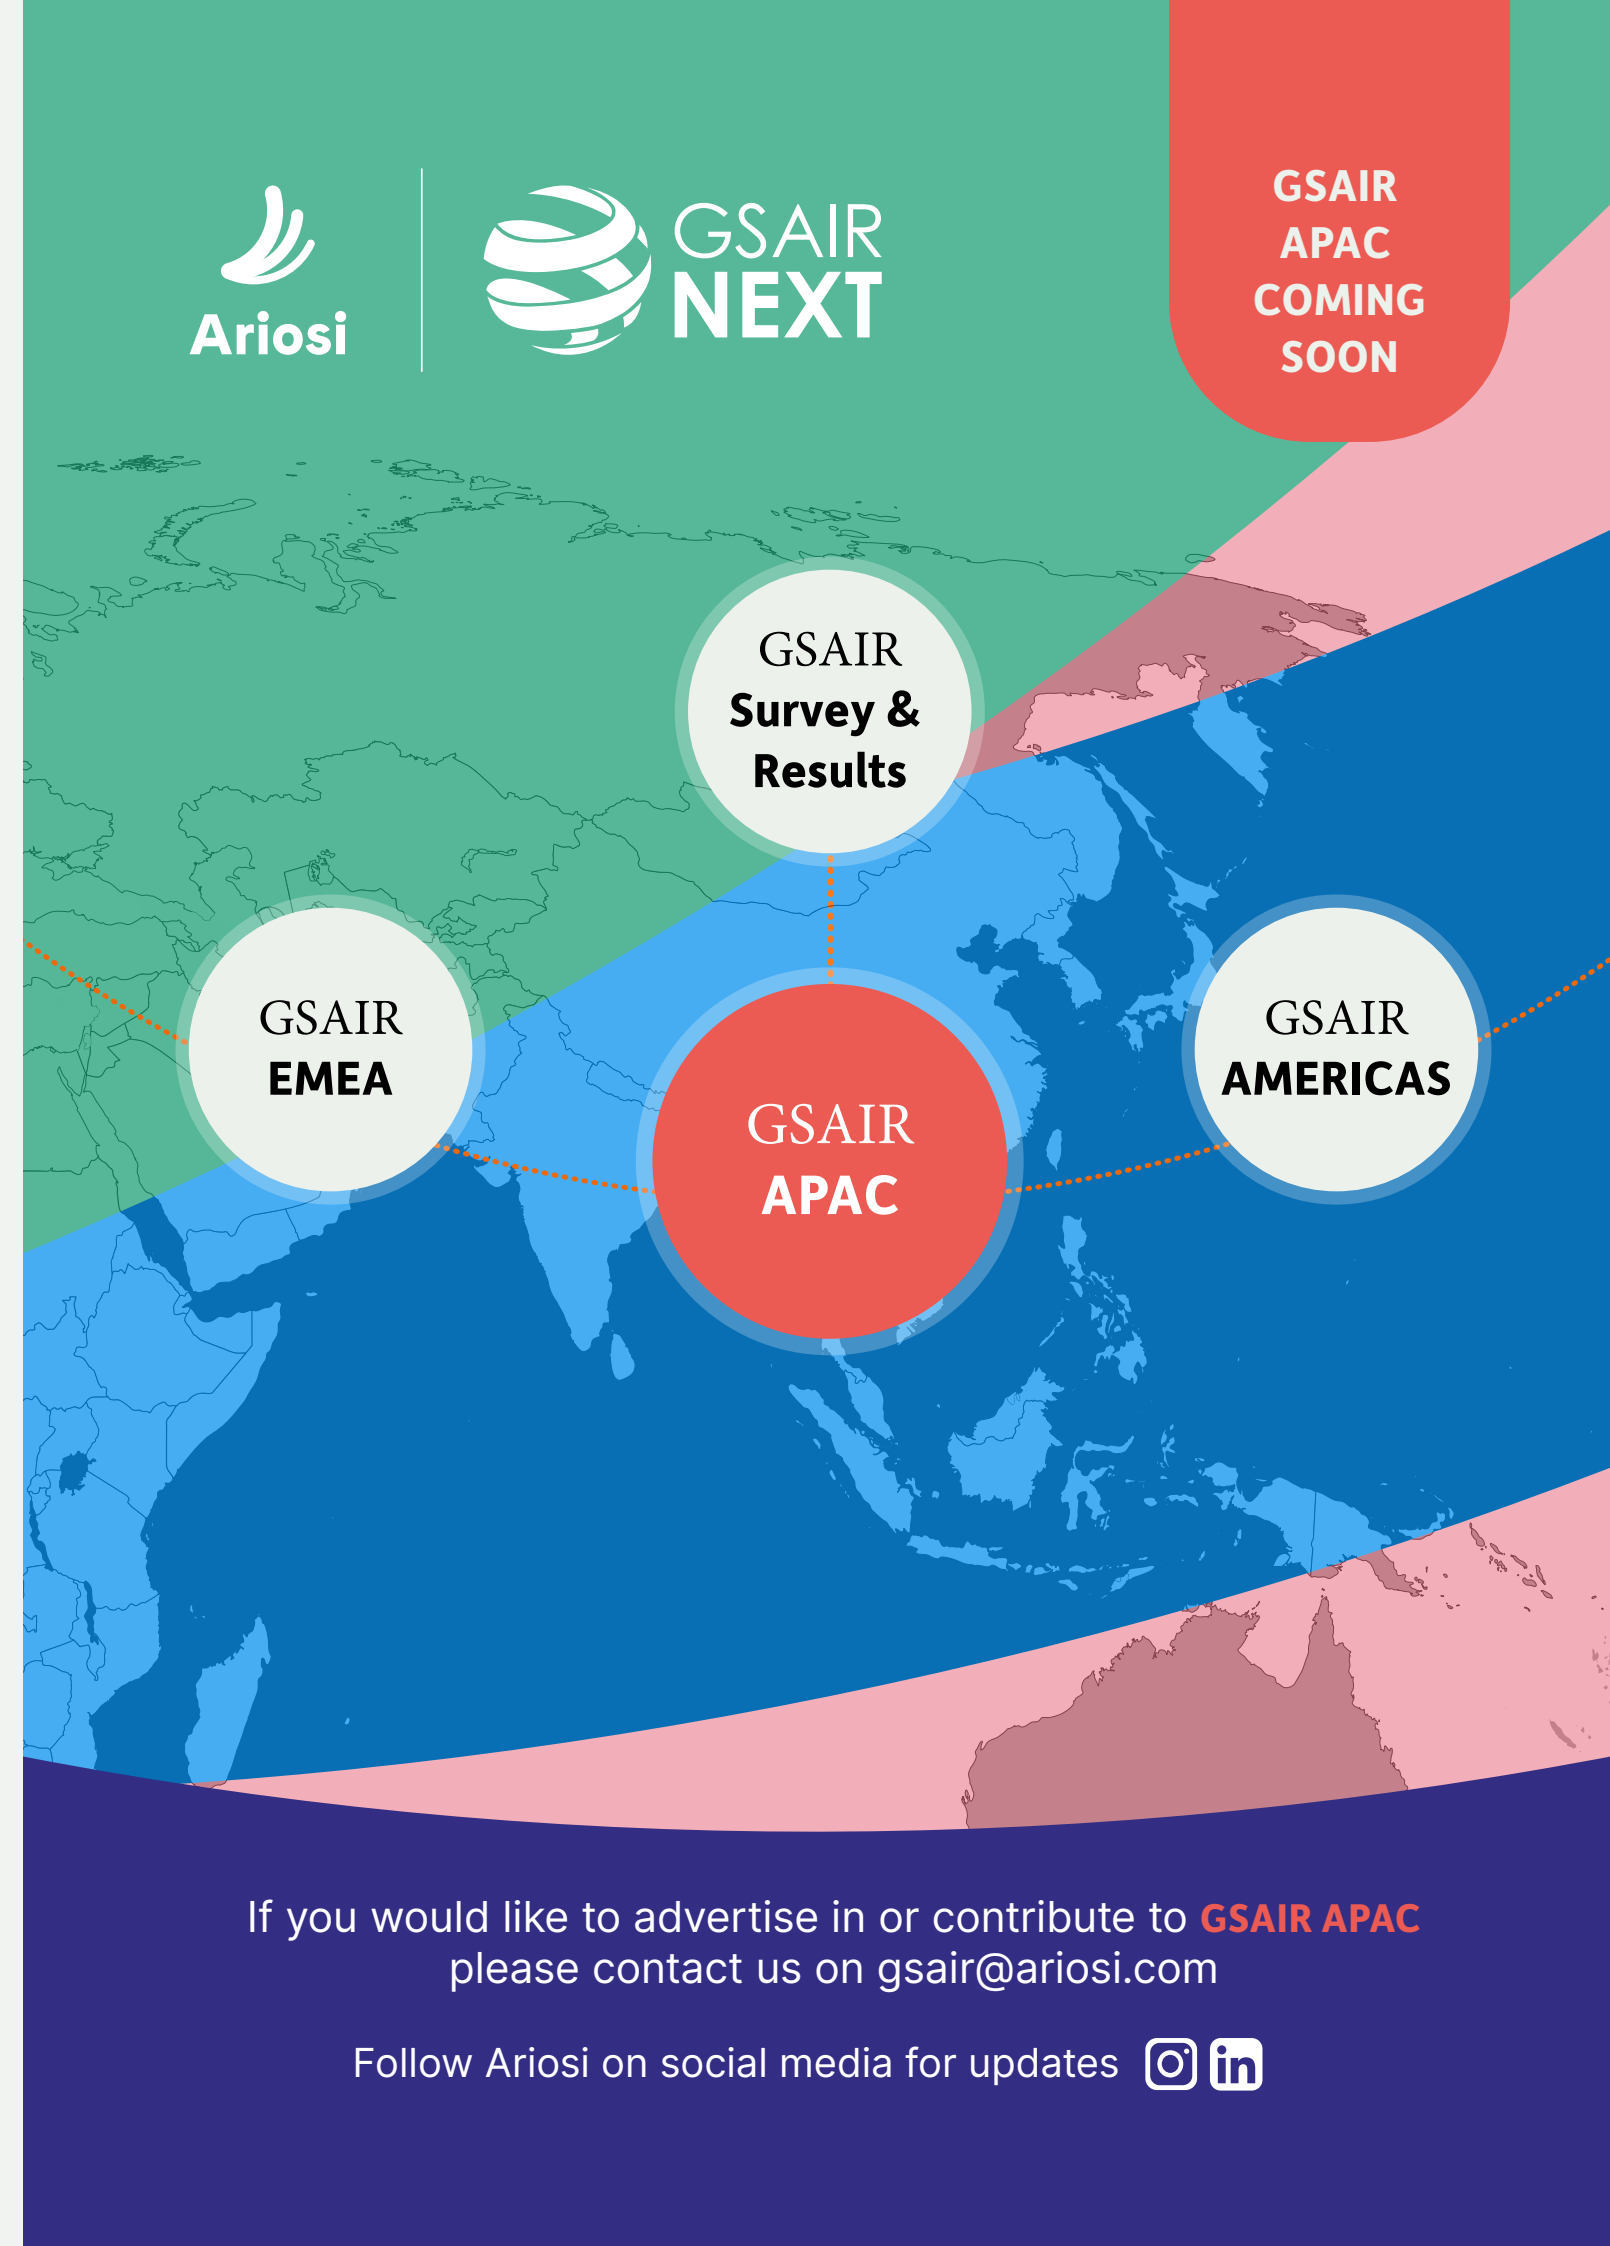 Ariosi
GSAIR
NEXT
GSAIR
APAC
COMING
SOON
GSAIR
Survey &
Results
GSAIR
EMEA
GSAIR
APAC
GSAIR
AMERICAS
If you would like to advertise in or contribute to GSAIR APAC
please contact us on gsair@ariosi.com
Follow Ariosi on social media for updates in